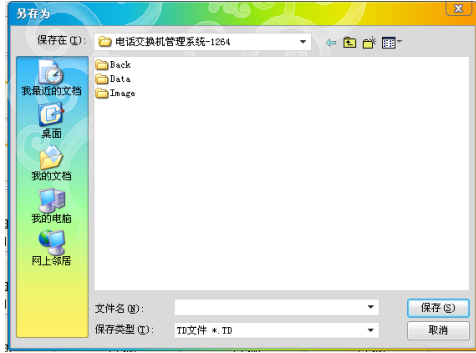 另存为
保存在(I): 电话交换机管理系统-1264
Back
Data
Image
我最近的文档
桌面
我的文档
我的电脑
网上邻居
文件名(N): 保存(S)
保存类型(T): TD文件 *.TD 取消